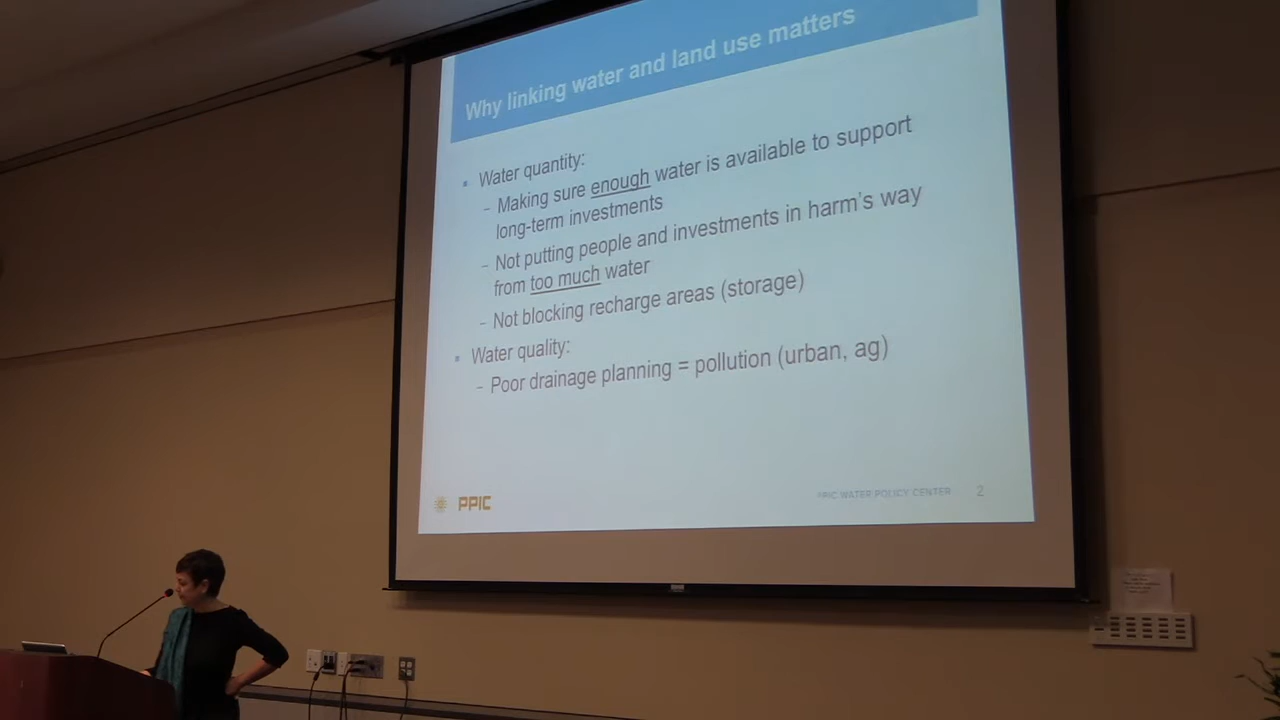 Why linking water and land use matters
▪ Water quantity:
- Making sure enough water is available to support
long-term investments
- Not putting people and investments in harm's way
from too much water
- Not blocking recharge areas (storage)
▪ Water quality:
- Poor drainage planning = pollution (urban, ag)
PPIC
PPIC WATER POLICY CENTER 2